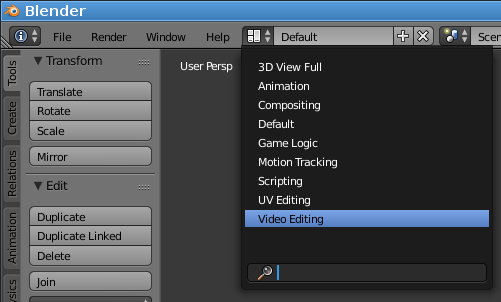 Blender
File Render Window Help Default Scen
Tools
Create
Relations
Animation
ysics
Transform
Translate
Rotate
Scale
Mirror
Edit
Duplicate
Duplicate Linked
Delete
Join
User Persp
3D View Full
Animation
Compositing
Default
Game Logic
Motion Tracking
Scripting
UV Editing
Video Editing